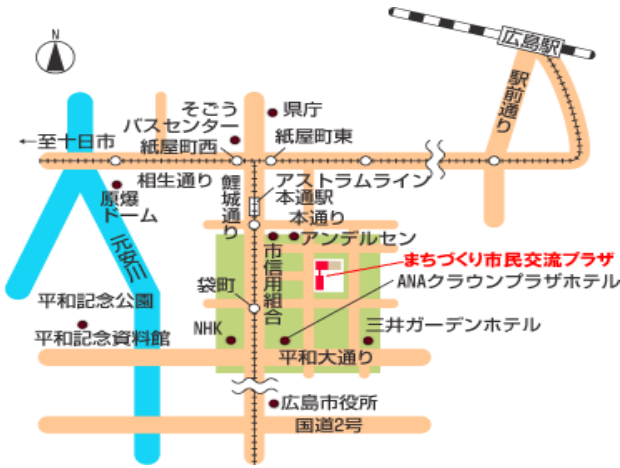 N
広島駅
駅前通り
そごう
バスセンター
県庁
紙屋町西
紙屋町東
←至十日市
相生通り
鯉城通り
アストラムライン
本通駅
本通り
原爆
ドーム
元安川
アンデルセン
市信用組合
まちづくり市民交流プラザ
ANAクラウンプラザホテル
袋町
平和記念公園
平和記念資料館
NHK
三井ガーデンホテル
平和大通り
広島市役所
国道2号